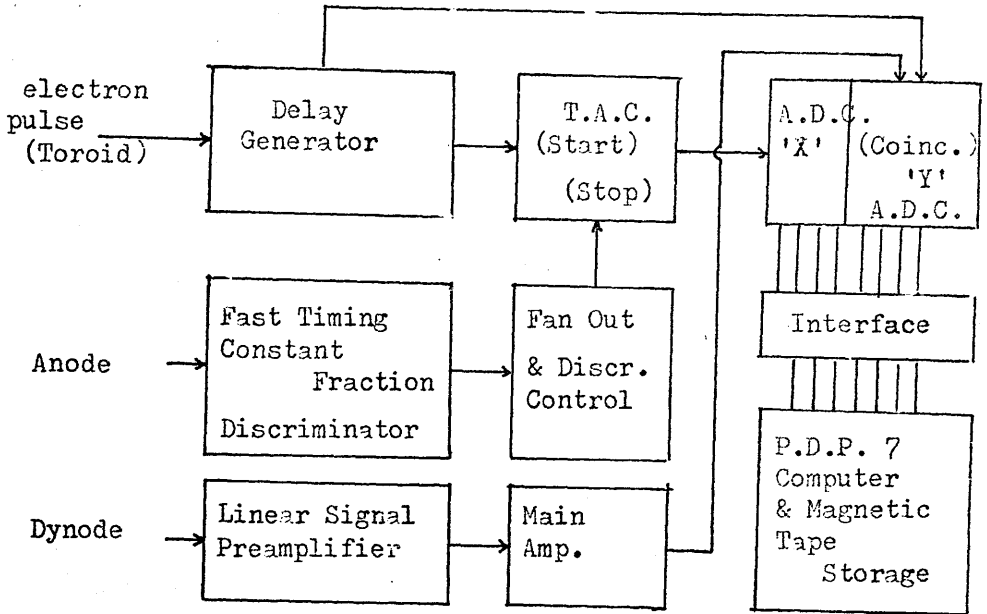 electron
pulse
(Toroid)
Delay
Generator
T.A.C.
(Start)
(Stop)
A.D.C.
'X'
(Coinc.)
'Y'
A.D.C.
Anode
Fast Timing
Constant
Fraction
Discriminator
Fan Out
& Discr.
Control
Interface
Dynode
Linear Signal
Preamplifier
Main
Amp.
P.D.P. 7
Computer
& Magnetic
Tape
Storage